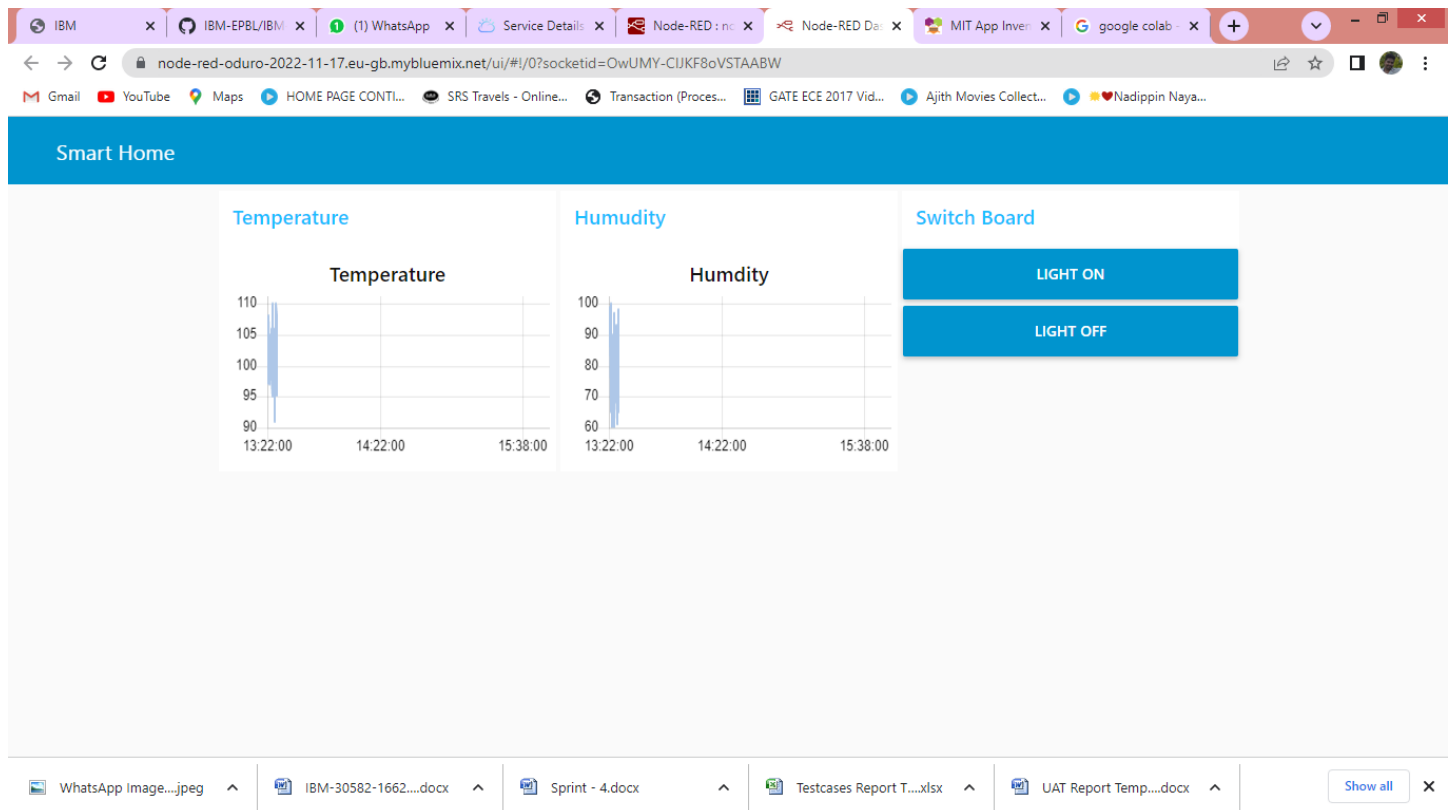 IBM
IBM-EPBL/IBM
1 (1) WhatsApp
Service Details
Node-RED : no
Node-RED Das
MIT App Inven
google colab -
node-red-oduro-2022-11-17.eu-gb.mybluemix.net/ui/#!/0?socketid=OwUMY-CIJKF8oVSTAABW
Gmail YouTube Maps HOME PAGE CONTI... SRS Travels - Online... Transaction (Proces... GATE ECE 2017 Vid... Ajith Movies Collect... Nadippin Naya...
Smart Home
Temperature
Temperature
110
105
100
95
90
13:22:00 14:22:00 15:38:00
Humudity
Humdity
100
90
80
70
60
13:22:00 14:22:00 15:38:00
Switch Board
LIGHT ON
LIGHT OFF
WhatsApp Image....jpeg
IBM-30582-1662....docx
Sprint - 4.docx
Testcases Report T....xlsx
UAT Report Temp....docx
Show all